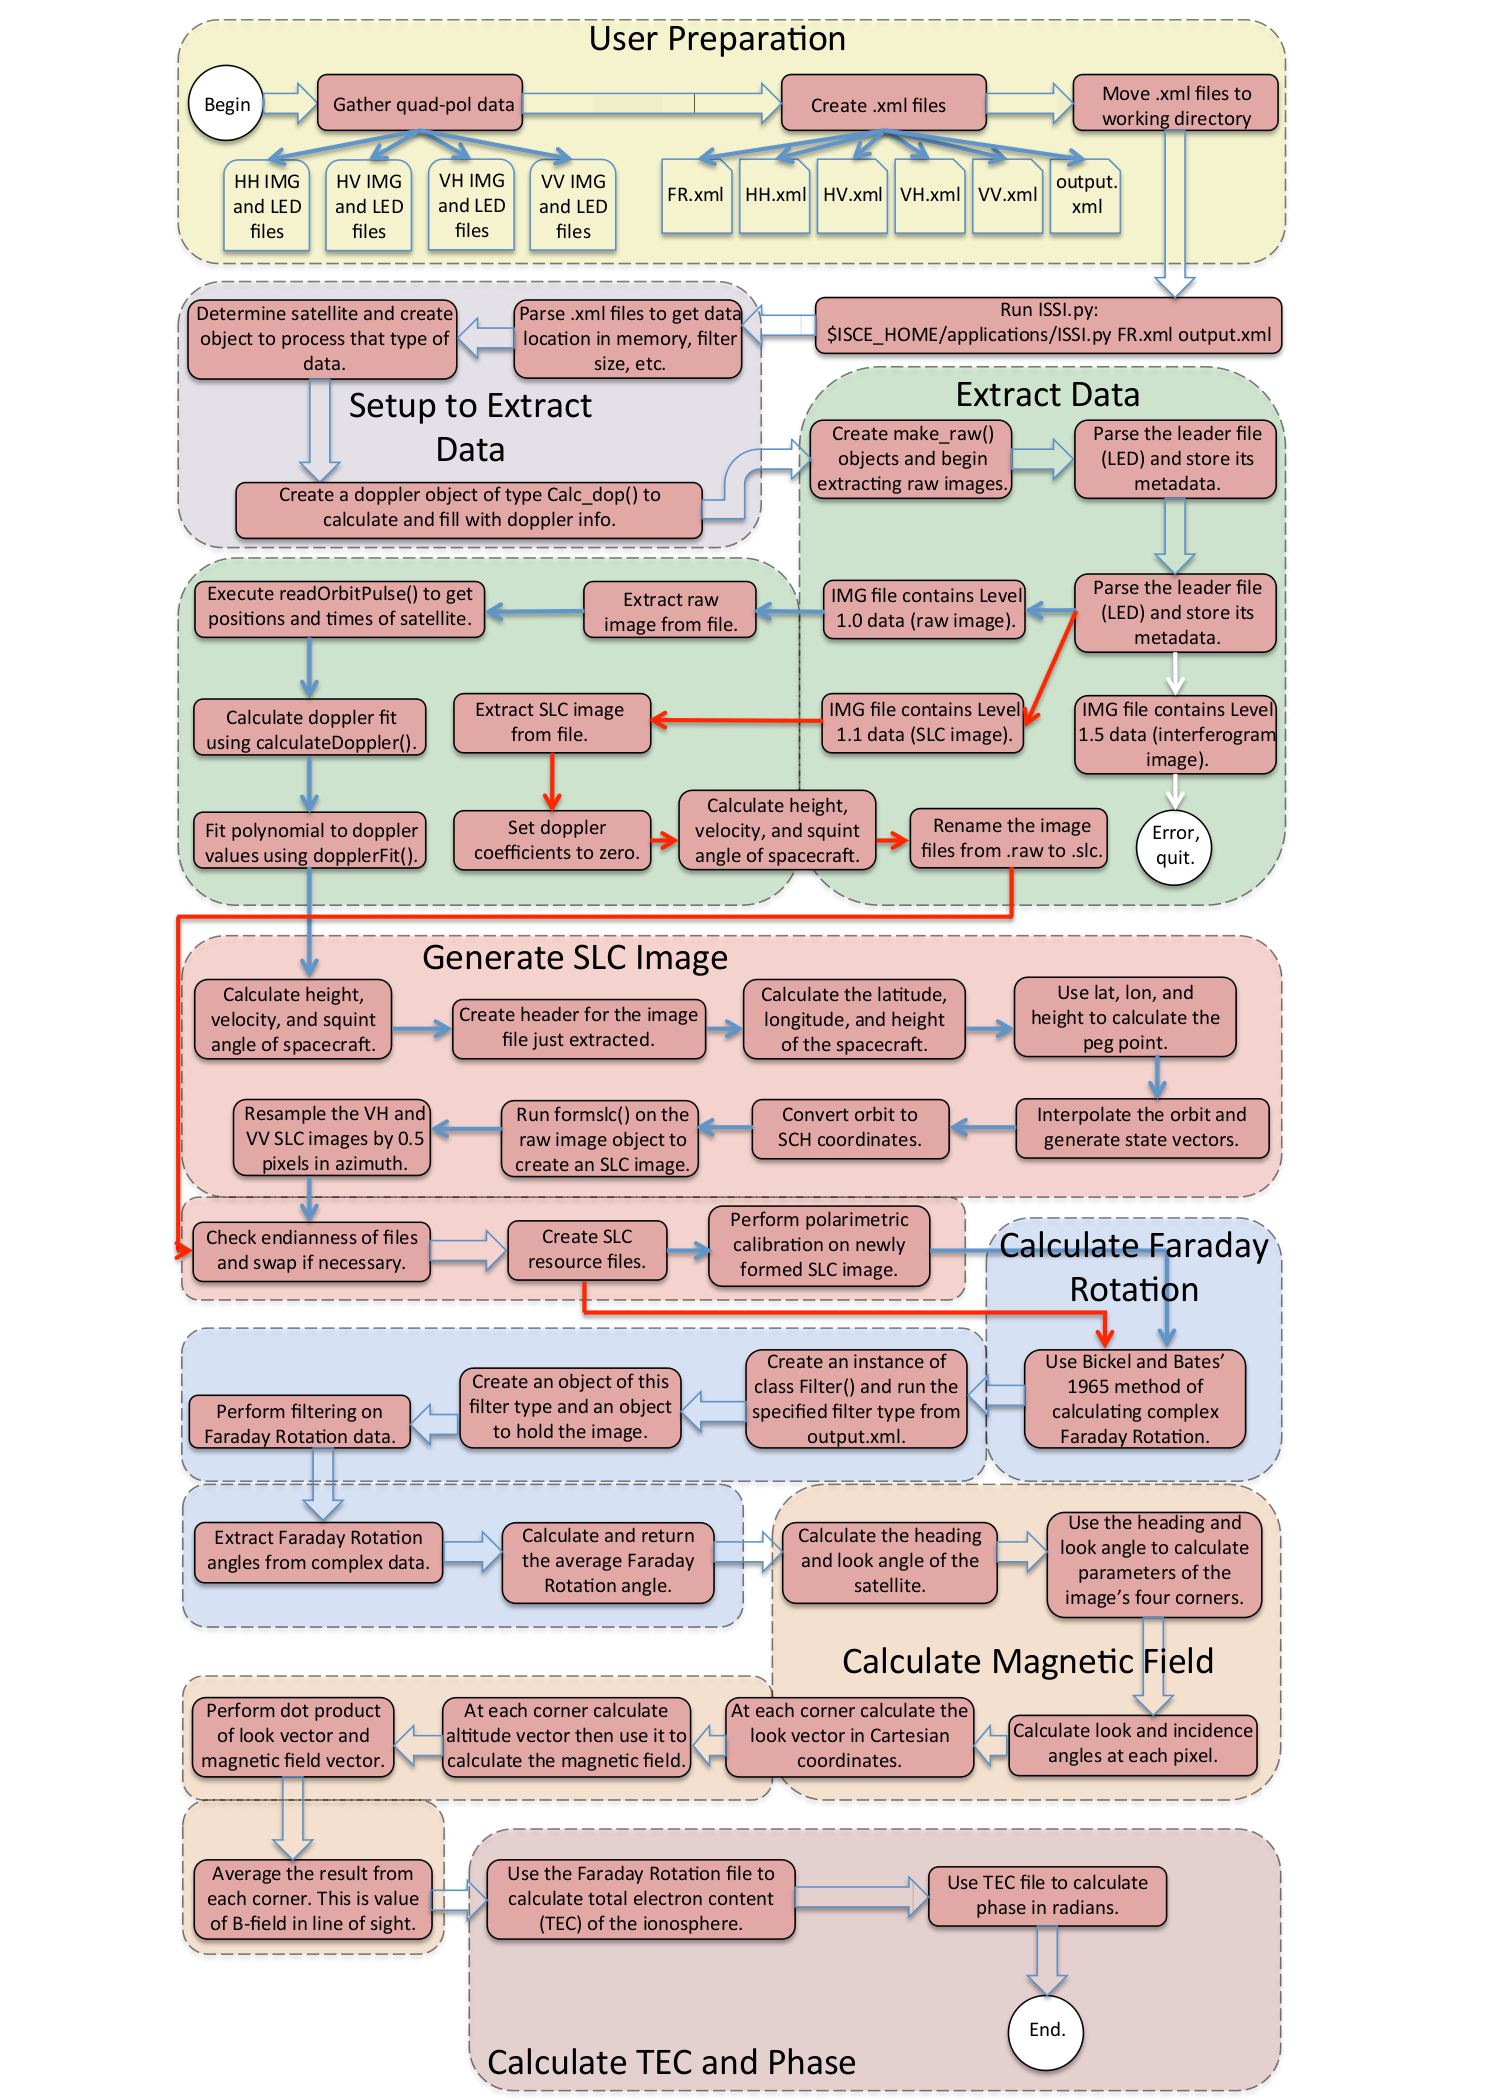 User Preparation
Begin
Gather quad-pol data
Create .xml files
Move .xml files to
working directory
HH IMG
and LED
files
HV IMG
and LED
files
VH IMG
and LED
files
VV IMG
and LED
files
FR.xml
HH.xml
HV.xml
VH.xml
VV.xml
output.
xml
Run ISSI.py:
$ISCE_HOME/applications/ISSI.py FR.xml output.xml
Parse .xml files to get data
location in memory, filter
size, etc.
Determine satellite and create
object to process that type of
data.
Setup to Extract
Data
Create a doppler object of type Calc_dop() to
calculate and fill with doppler info.
Extract Data
Create make_raw()
objects and begin
extracting raw images.
Parse the leader file
(LED) and store its
metadata.
Parse the leader file
(LED) and store its
metadata.
IMG file contains Level
1.0 data (raw image).
Extract raw
image from file.
Execute readOrbitPulse() to get
positions and times of satellite.
Calculate doppler fit
using calculateDoppler().
Fit polynomial to doppler
values using dopplerFit().
IMG file contains Level
1.1 data (SLC image).
Extract SLC image
from file.
Set doppler
coefficients to zero.
Calculate height,
velocity, and squint
angle of spacecraft.
Rename the image
files from .raw to .slc.
IMG file contains Level
1.5 data (interferogram
image).
Error,
quit.
Generate SLC Image
Calculate height,
velocity, and squint
angle of spacecraft.
Create header for the image
file just extracted.
Calculate the latitude,
longitude, and height
of the spacecraft.
Use lat, lon, and
height to calculate the
peg point.
Interpolate the orbit and
generate state vectors.
Convert orbit to
SCH coordinates.
Run formslc() on the
raw image object to
create an SLC image.
Resample the VH and
VV SLC images by 0.5
pixels in azimuth.
Check endianness of files
and swap if necessary.
Create SLC
resource files.
Perform polarimetric
calibration on newly
formed SLC image.
Calculate Faraday
Rotation
Use Bickel and Bates’
1965 method of
calculating complex
Faraday Rotation.
Create an instance of
class Filter() and run the
specified filter type from
output.xml.
Create an object of this
filter type and an object
to hold the image.
Perform filtering on
Faraday Rotation data.
Extract Faraday Rotation
angles from complex data.
Calculate and return
the average Faraday
Rotation angle.
Calculate the heading
and look angle of the
satellite.
Use the heading and
look angle to calculate
parameters of the
image’s four corners.
Calculate Magnetic Field
Calculate look and incidence
angles at each pixel.
At each corner calculate the
look vector in Cartesian
coordinates.
At each corner calculate
altitude vector then use it to
calculate the magnetic field.
Perform dot product
of look vector and
magnetic field vector.
Average the result from
each corner. This is value
of B-field in line of sight.
Use the Faraday Rotation file to
calculate total electron content
(TEC) of the ionosphere.
Use TEC file to calculate
phase in radians.
End.
Calculate TEC and Phase